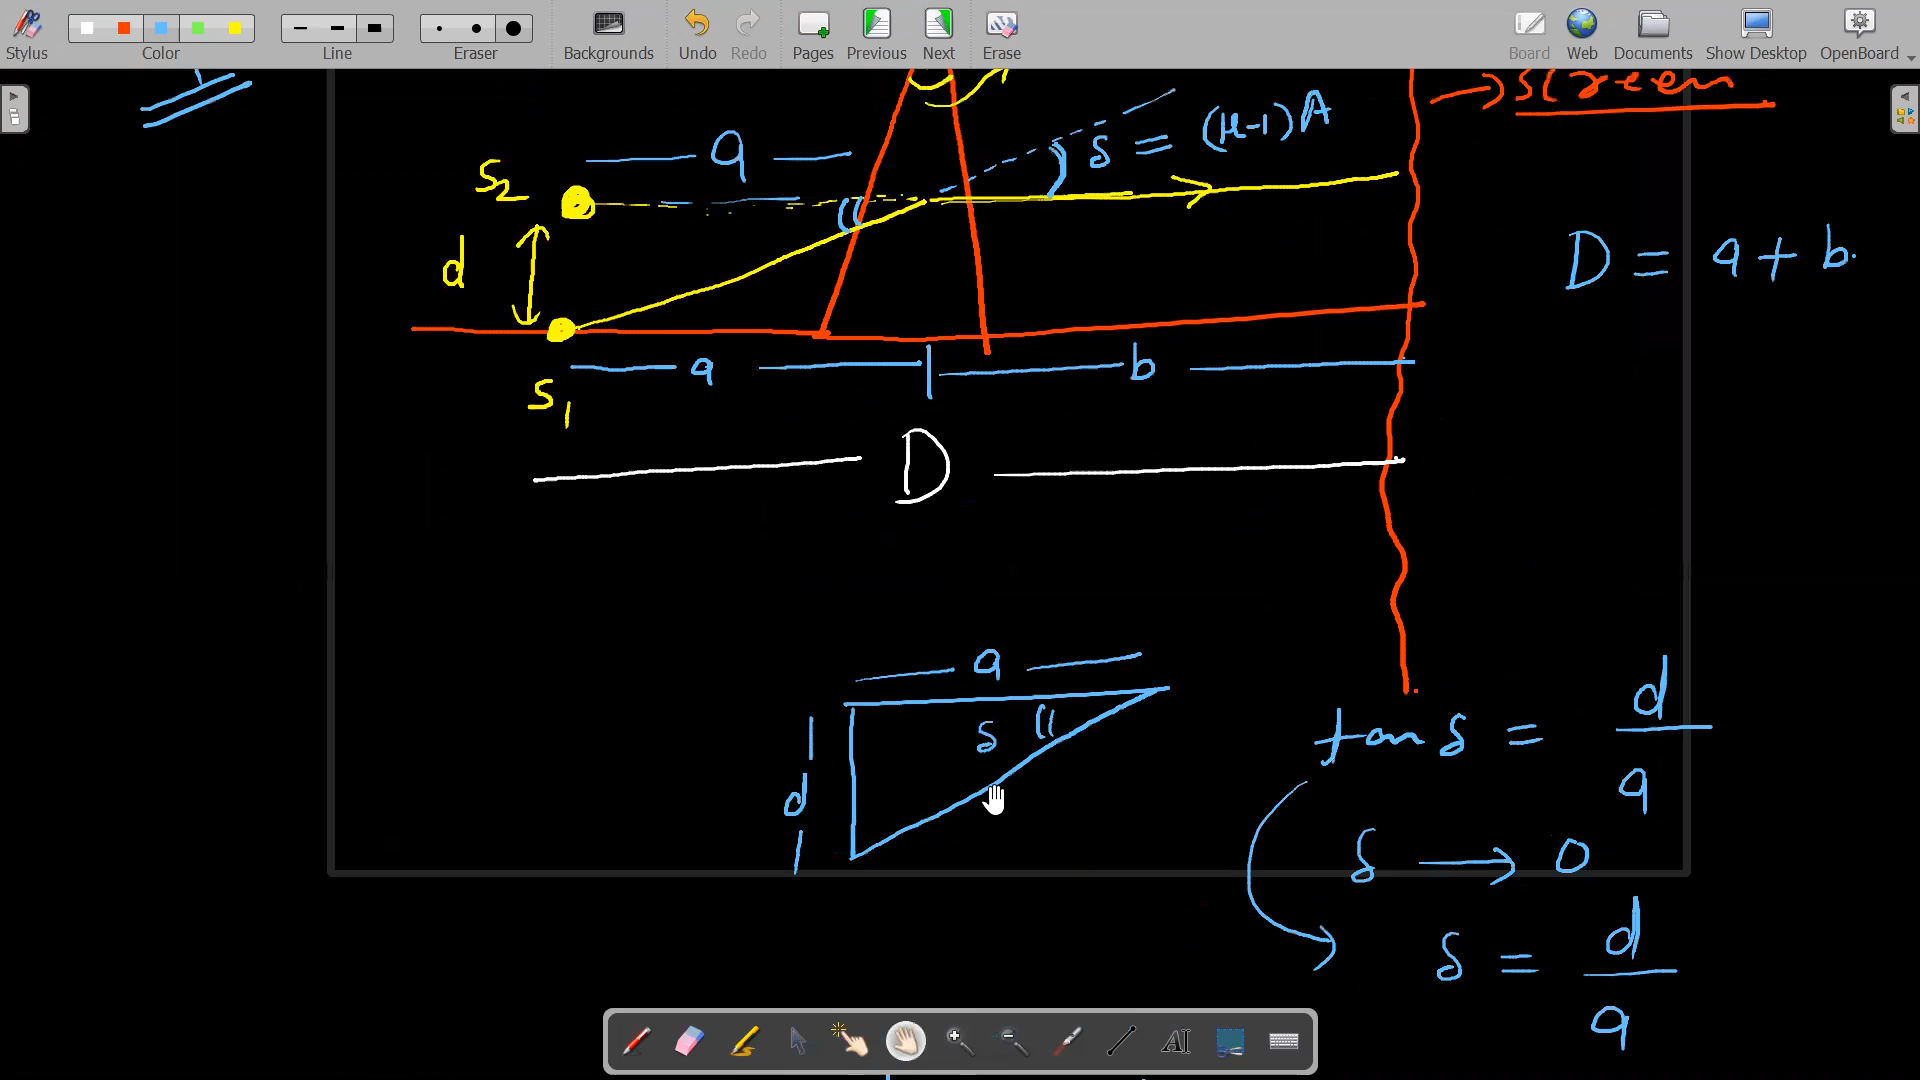 Stylus Color Line Eraser Backgrounds Undo Redo Pages Previous Next Erase Board Web Documents Show Desktop OpenBoard
→ screen
a
δ = (μ-1)A
S2
d
D = a + b.
a b
S1
D
a
δ
d
tan δ = d/a
δ → 0
δ = d/a
AI